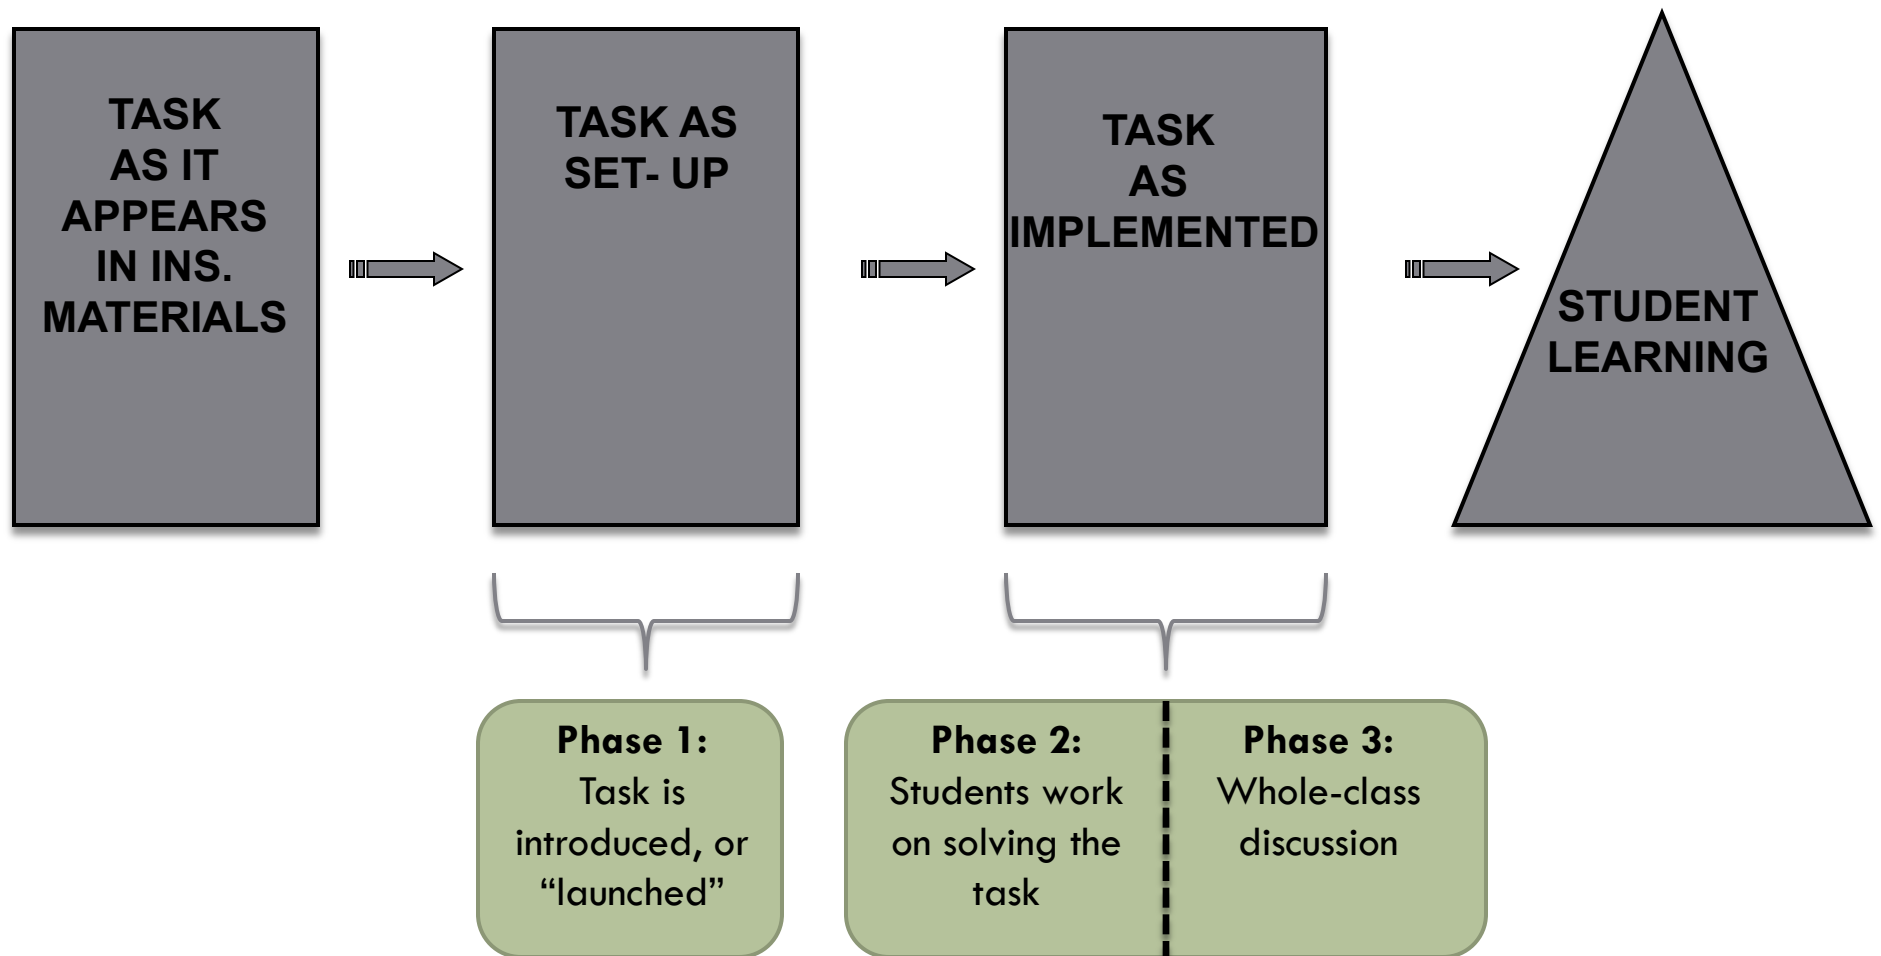 TASK
AS IT
APPEARS
IN INS.
MATERIALS
TASK AS
SET- UP
TASK
AS
IMPLEMENTED
STUDENT
LEARNING
Phase 1:
Task is
introduced, or
“launched”
Phase 2:
Students work
on solving the
task
Phase 3:
Whole-class
discussion